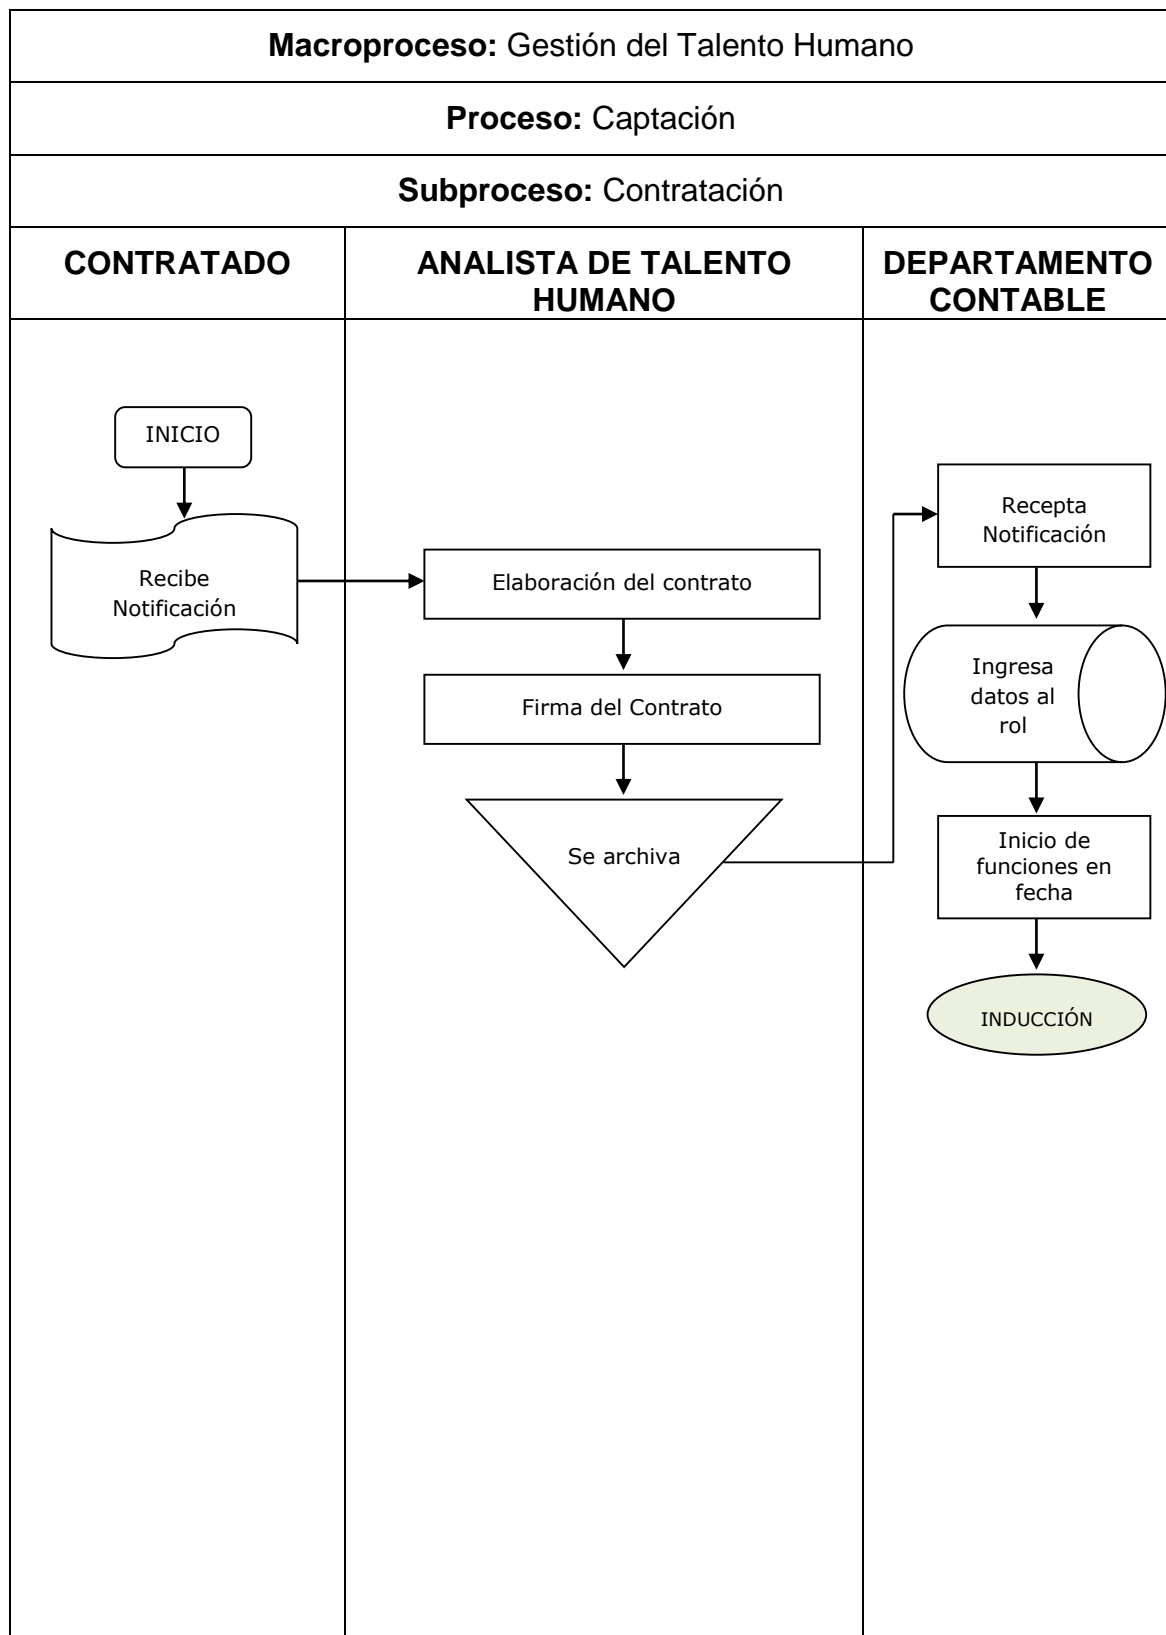 Macroproceso: Gestión del Talento Humano
Proceso: Captación
Subproceso: Contratación
CONTRATADO
ANALISTA DE TALENTO
HUMANO
DEPARTAMENTO
CONTABLE
INICIO
Recibe
Notificación
Elaboración del contrato
Firma del Contrato
Se archiva
Recepta
Notificación
Ingresa
datos al
rol
Inicio de
funciones en
fecha
INDUCCIÓN